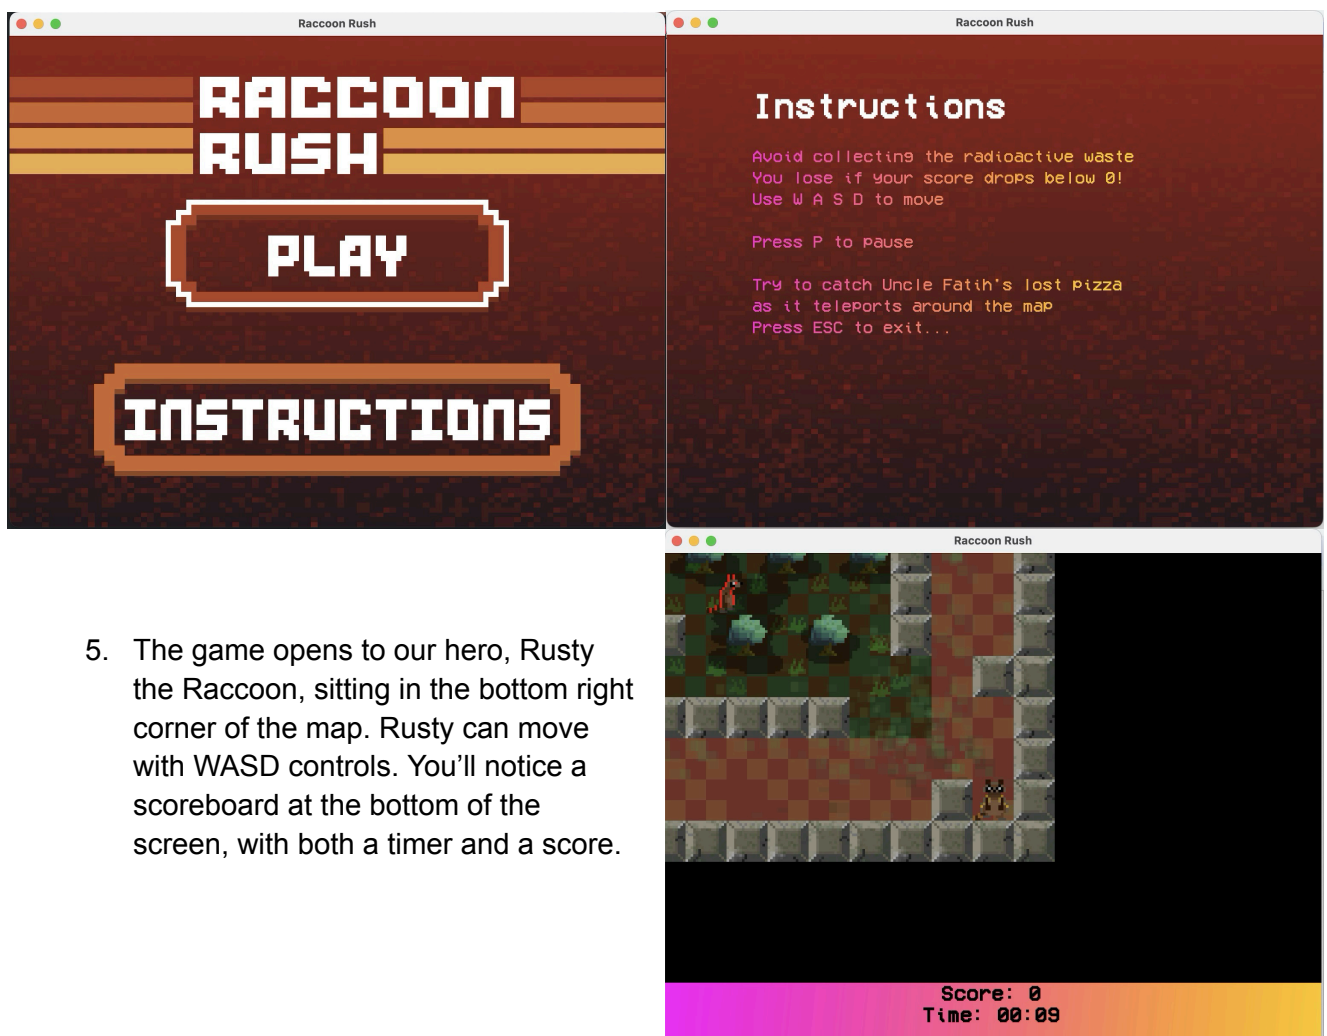 Raccoon Rush
RACCOON
RUSH
PLAY
INSTRUCTIONS
Raccoon Rush
Instructions
Avoid collecting the radioactive waste
You lose if your score drops below 0!
Use W A S D to move
Press P to pause
Try to catch Uncle Fatih's lost pizza
as it teleports around the map
Press ESC to exit...
5. The game opens to our hero, Rusty
the Raccoon, sitting in the bottom right
corner of the map. Rusty can move
with WASD controls. You’ll notice a
scoreboard at the bottom of the
screen, with both a timer and a score.
Raccoon Rush
Score: 0
Time: 00:09